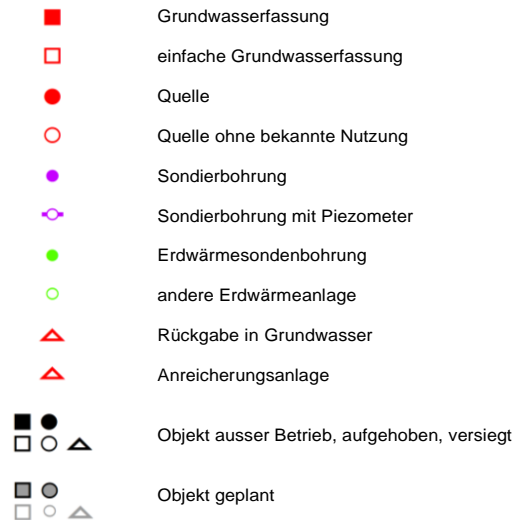 Grundwasserfassung
einfache Grundwasserfassung
Quelle
Quelle ohne bekannte Nutzung
Sondierbohrung
Sondierbohrung mit Piezometer
Erdwärmesondenbohrung
andere Erdwärmeanlage
Rückgabe in Grundwasser
Anreicherungsanlage
Objekt ausser Betrieb, aufgehoben, versiegt
Objekt geplant